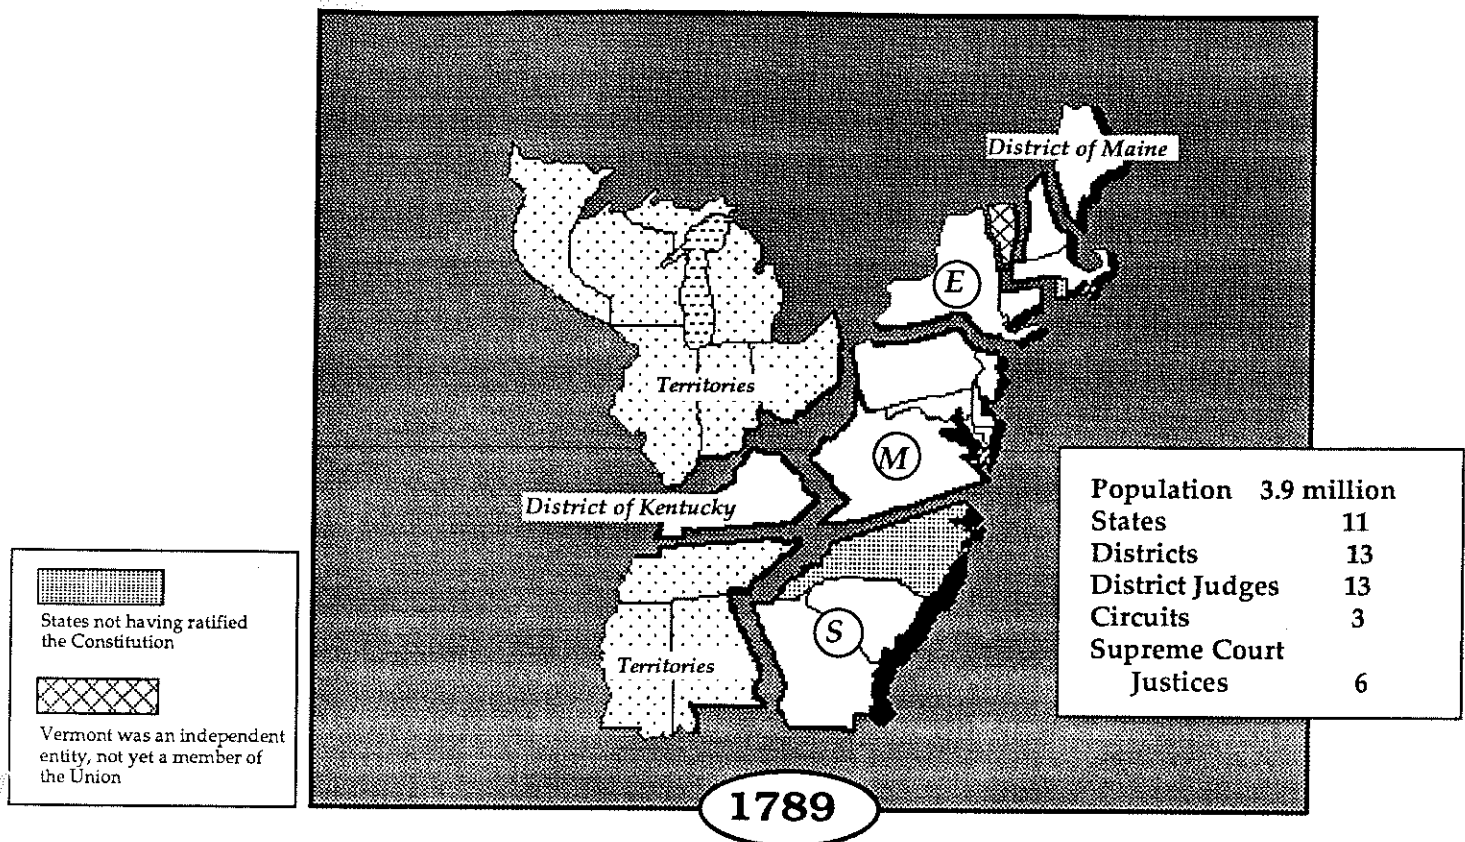 District of Maine
E
Territories
M
District of Kentucky
S
Territories
Population 3.9 million
States 11
Districts 13
District Judges 13
Circuits 3
Supreme Court
Justices 6
States not having ratified
the Constitution
Vermont was an independent
entity, not yet a member of
the Union
1789